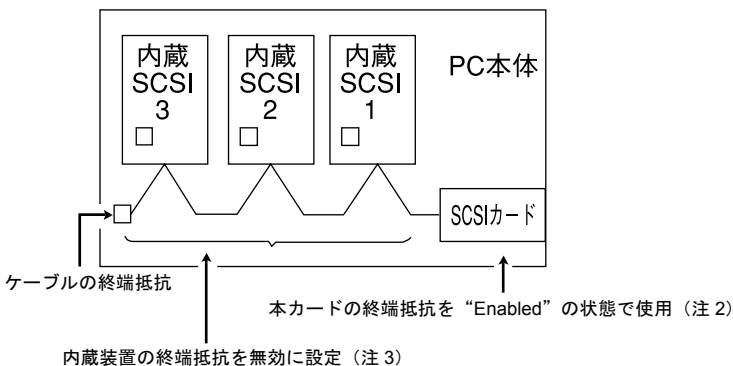 内蔵
SCSI
3
内蔵
SCSI
2
内蔵
SCSI
1
PC本体
SCSIカード
ケーブルの終端抵抗
本カードの終端抵抗を“Enabled”の状態で使用（注 2）
内蔵装置の終端抵抗を無効に設定（注 3）